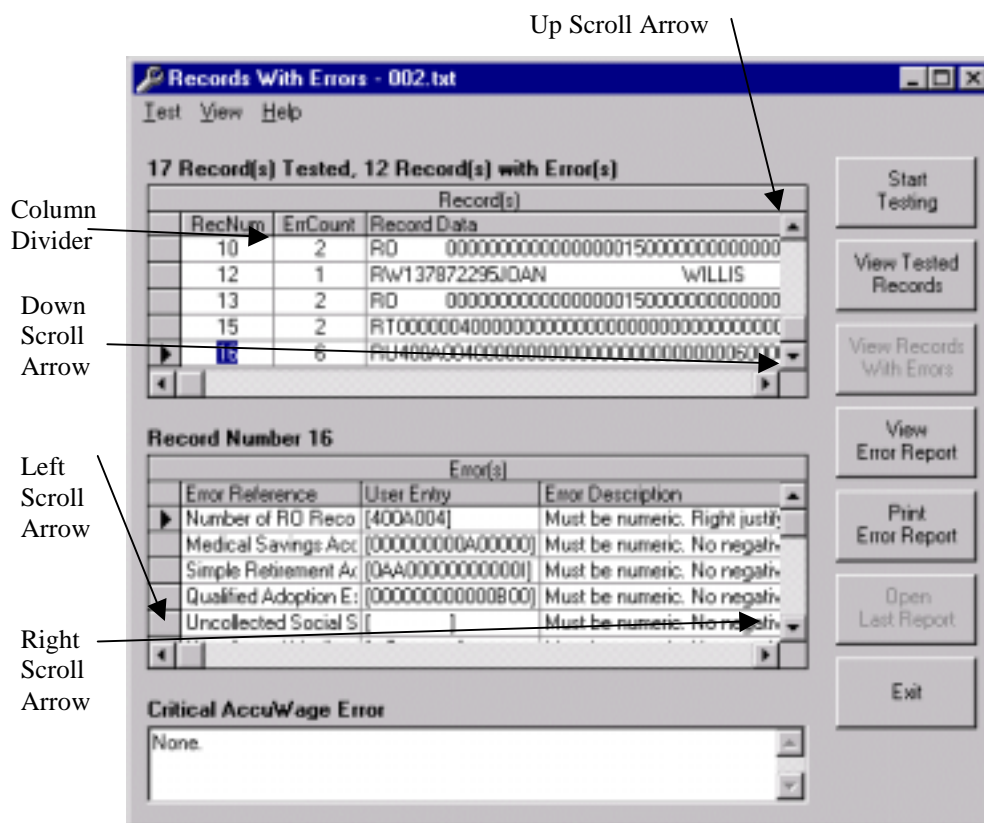 Up Scroll Arrow
Records With Errors - 002.txt
Test View Help
17 Record(s) Tested, 12 Record(s) with Error(s)
Record(s)
RecNum ErrCount Record Data
10 2 RO
12 1 RW137872295JOAN WILLIS
13 2 RO
15 2
16 6
Column
Divider
Down
Scroll
Arrow
Start
Testing
View Tested
Records
View Records
With Errors
View
Error Report
Print
Error Report
Open
Last Report
Exit
Record Number 16
Error(s)
Error Reference User Entry Error Description
Number of RO Reco [400A004] Must be numeric. Right justify
Medical Savings Acc [000000000A00000] Must be numeric. No negativ
Simple Retirement Ac Must be numeric. No negativ
Qualified Adoption E: [000000000000B00] Must be numeric. No negativ
Uncollected Social S [ ] Must be numeric. No negativ
Left
Scroll
Arrow
Right
Scroll
Arrow
Critical AccuWage Error
None.